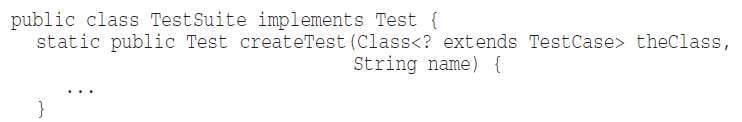 public class TestSuite implements Test {
static public Test createTest(Class<? extends TestCase> theClass,
String name) {
...
}